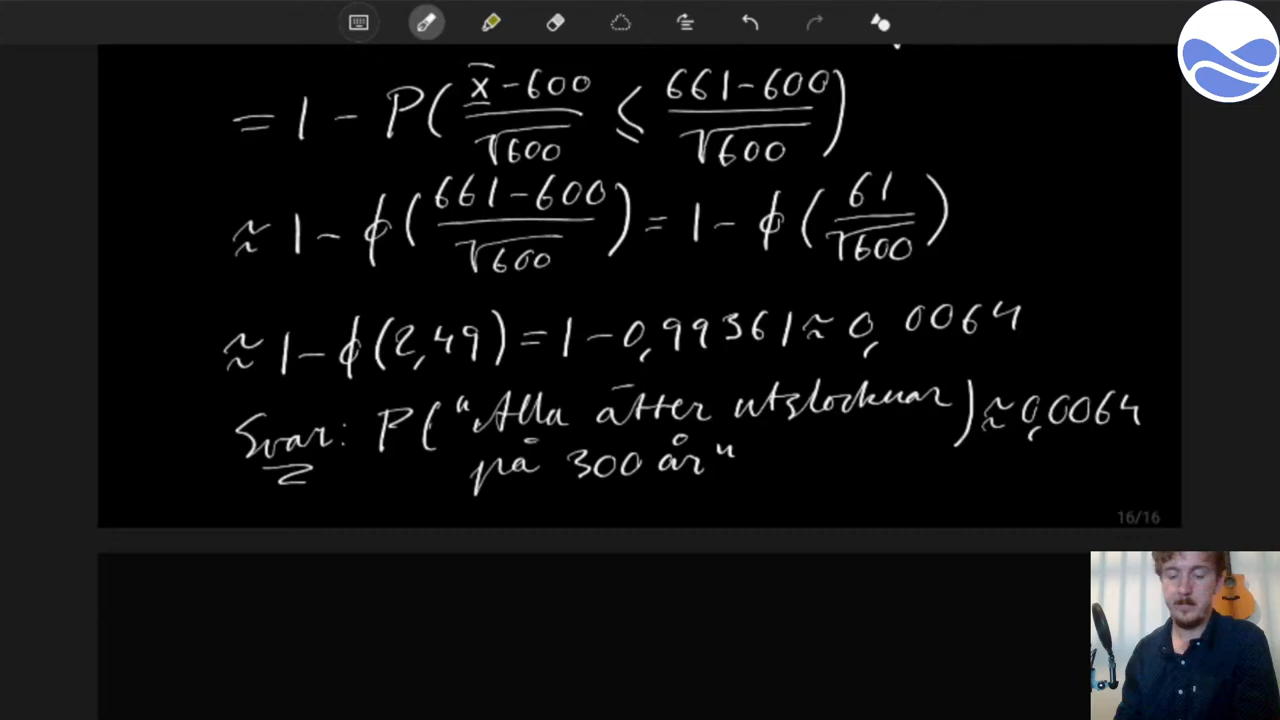 = 1 - P( (x̄ - 600)/√600 ≤ (661 - 600)/√600 )
≈ 1 - ϕ( (661 - 600)/√600 ) = 1 - ϕ( 61/√600 )
≈ 1 - ϕ(2,49) = 1 - 0,99361 ≈ 0,0064
Svar: P( "Alla ätter utslocknar ) ≈ 0,0064
på 300 år"
16/16